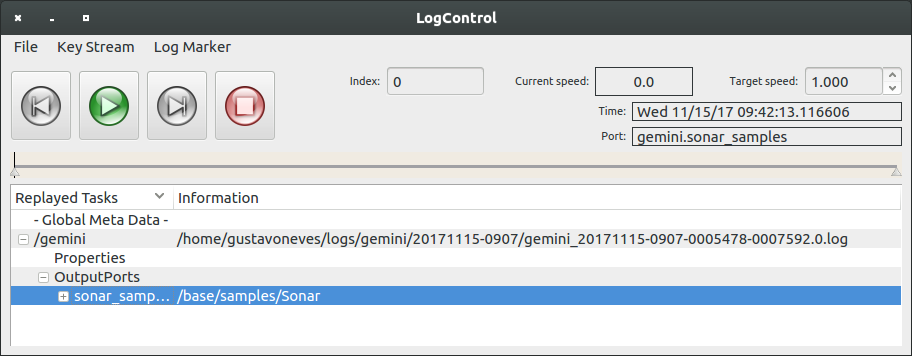 LogControl
File Key Stream Log Marker
Index: 0 Current speed: 0.0 Target speed: 1.000
Time: Wed 11/15/17 09:42:13.116606
Port: gemini.sonar_samples
Replayed Tasks Information
- Global Meta Data -
/gemini /home/gustavoneves/logs/gemini/20171115-0907/gemini_20171115-0907-0005478-0007592.0.log
Properties
OutputPorts
sonar_samp... /base/samples/Sonar